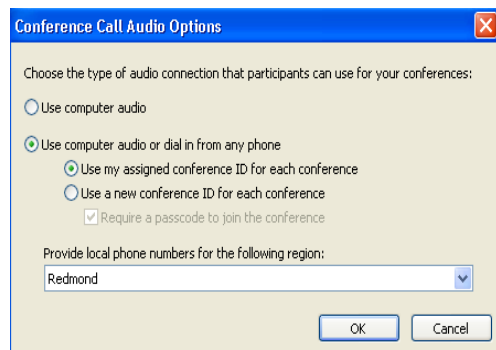 Conference Call Audio Options
Choose the type of audio connection that participants can use for your conferences:
Use computer audio
Use computer audio or dial in from any phone
Use my assigned conference ID for each conference
Use a new conference ID for each conference
Require a passcode to join the conference
Provide local phone numbers for the following region:
Redmond
OK Cancel